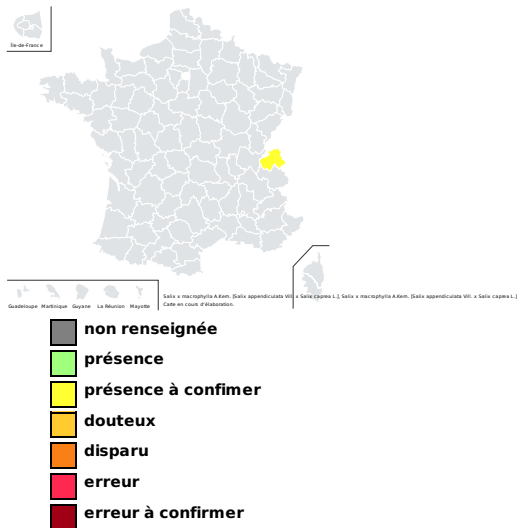 Île-de-France
Guadeloupe Martinique Guyane La Réunion Mayotte
Salix x macrophylla A.Kern. [Salix appendiculata Vill. x Salix caprea L.], Salix x macrophylla A.Kern. [Salix appendiculata Vill. x Salix caprea L.]
Carte en cours d'élaboration.
non renseignée
présence
présence à confimer
douteux
disparu
erreur
erreur à confirmer